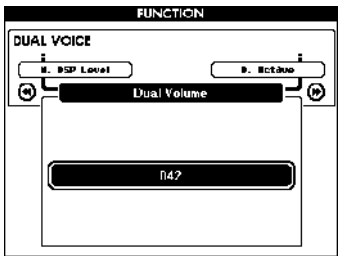 FUNCTION
DUAL VOICE
M. DSP Level
D. Octave
Dual Volume
042